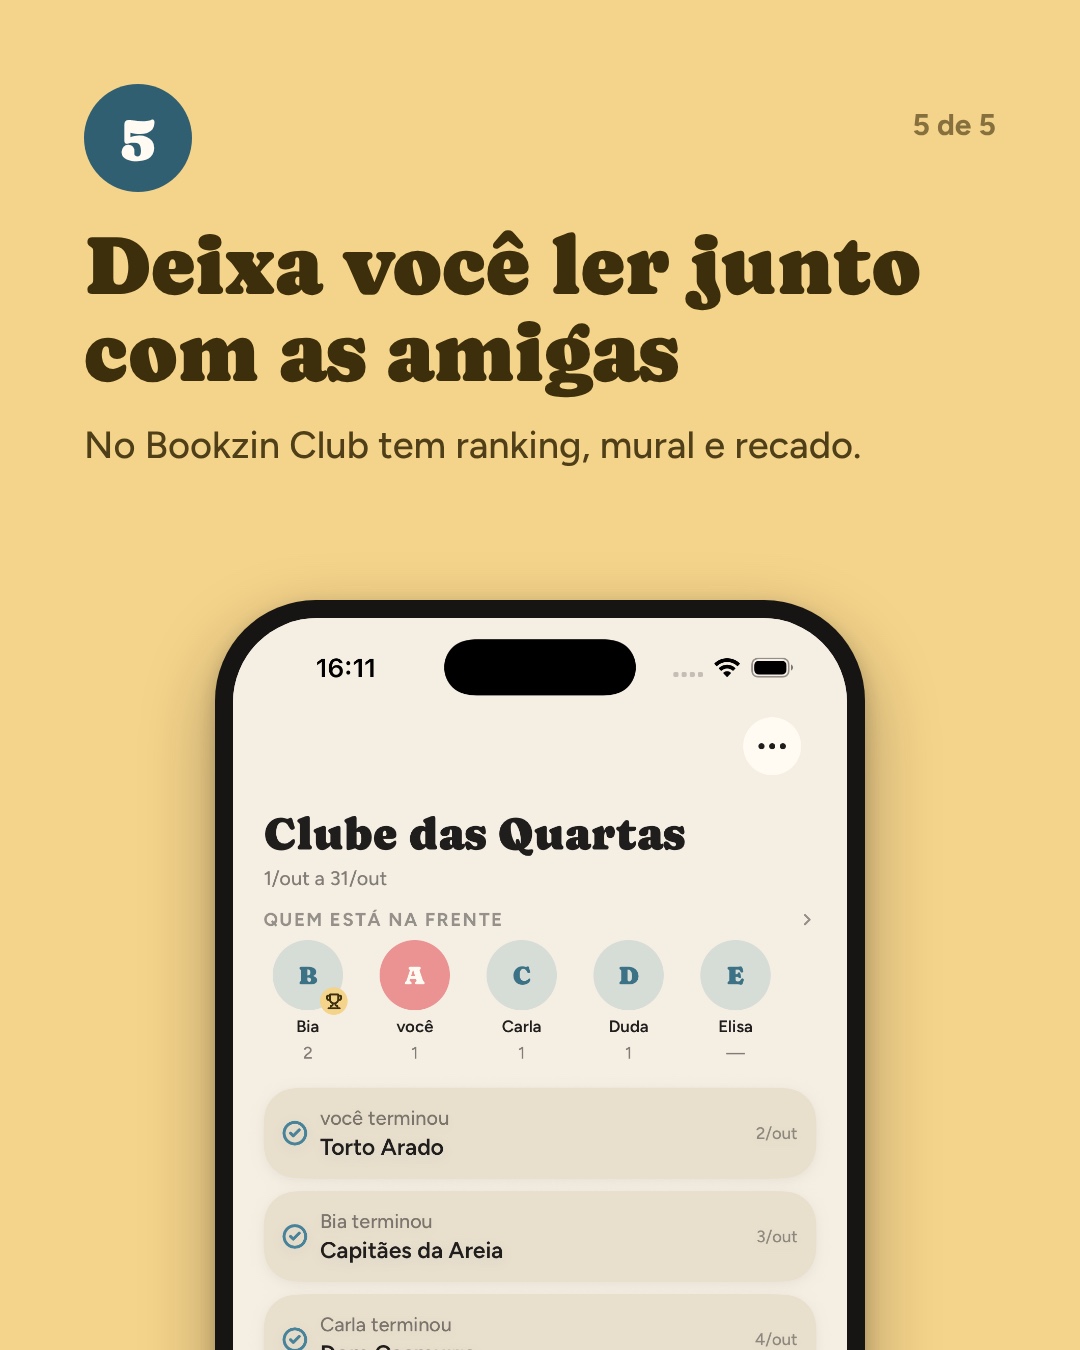 5
5 de 5
Deixa você ler junto
com as amigas
No Bookzin Club tem ranking, mural e recado.
16:11
Clube das Quartas
1/out a 31/out
QUEM ESTÁ NA FRENTE
B A C D E
Bia você Carla Duda Elisa
2 1 1 1 —
você terminou
Torto Arado
2/out
Bia terminou
Capitães da Areia
3/out
Carla terminou
4/out